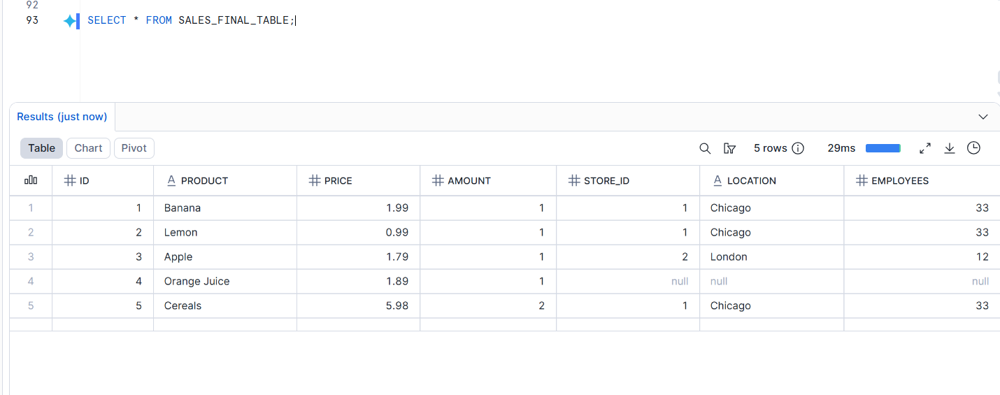 92
93 SELECT * FROM SALES_FINAL_TABLE;
Results (just now)
Table Chart Pivot 5 rows 29ms
ID PRODUCT PRICE AMOUNT STORE_ID LOCATION EMPLOYEES
1 1 Banana 1.99 1 1 Chicago 33
2 2 Lemon 0.99 1 1 Chicago 33
3 3 Apple 1.79 1 2 London 12
4 4 Orange Juice 1.89 1 null null null
5 5 Cereals 5.98 2 1 Chicago 33